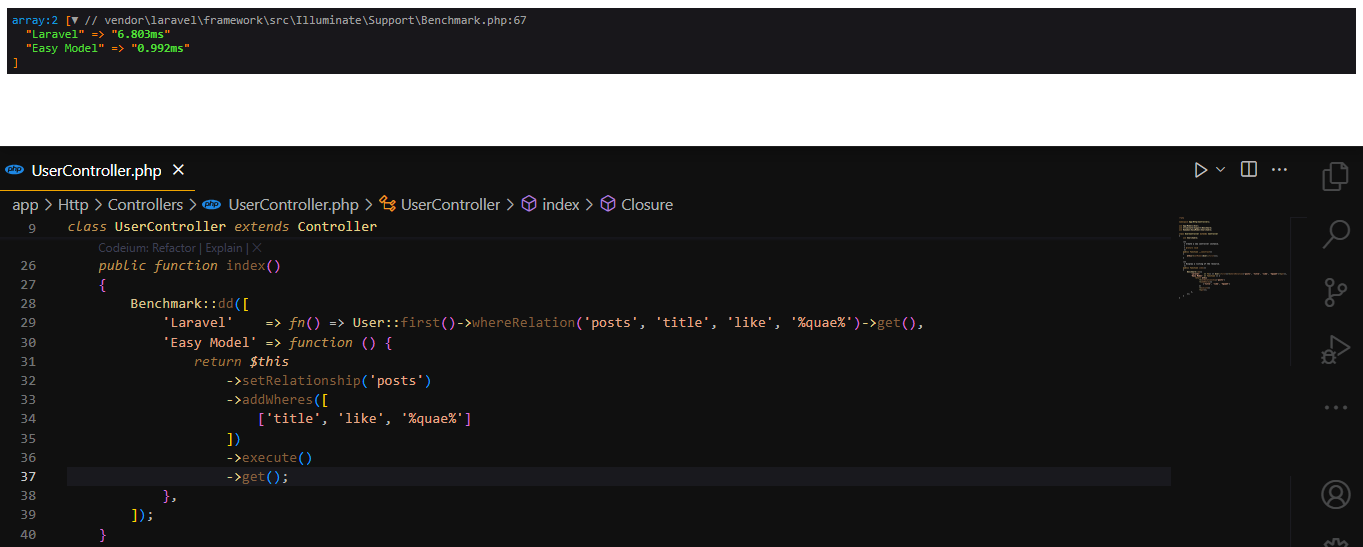 array:2 [▼ // vendor\laravel\framework\src\Illuminate\Support\Benchmark.php:67
"Laravel" => "6.803ms"
"Easy Model" => "0.992ms"
]
php UserController.php ×
app > Http > Controllers > php UserController.php > UserController > index > Closure
9 class UserController extends Controller
Codeium: Refactor | Explain | ×
26 public function index()
27 {
28 Benchmark::dd([
29 'Laravel' => fn() => User::first()->whereRelation('posts', 'title', 'like', '%quae%')->get(),
30 'Easy Model' => function () {
31 return $this
32 ->setRelationship('posts')
33 ->addWheres([
34 ['title', 'like', '%quae%']
35 ])
36 ->execute()
37 ->get();
38 },
39 ]);
40 }